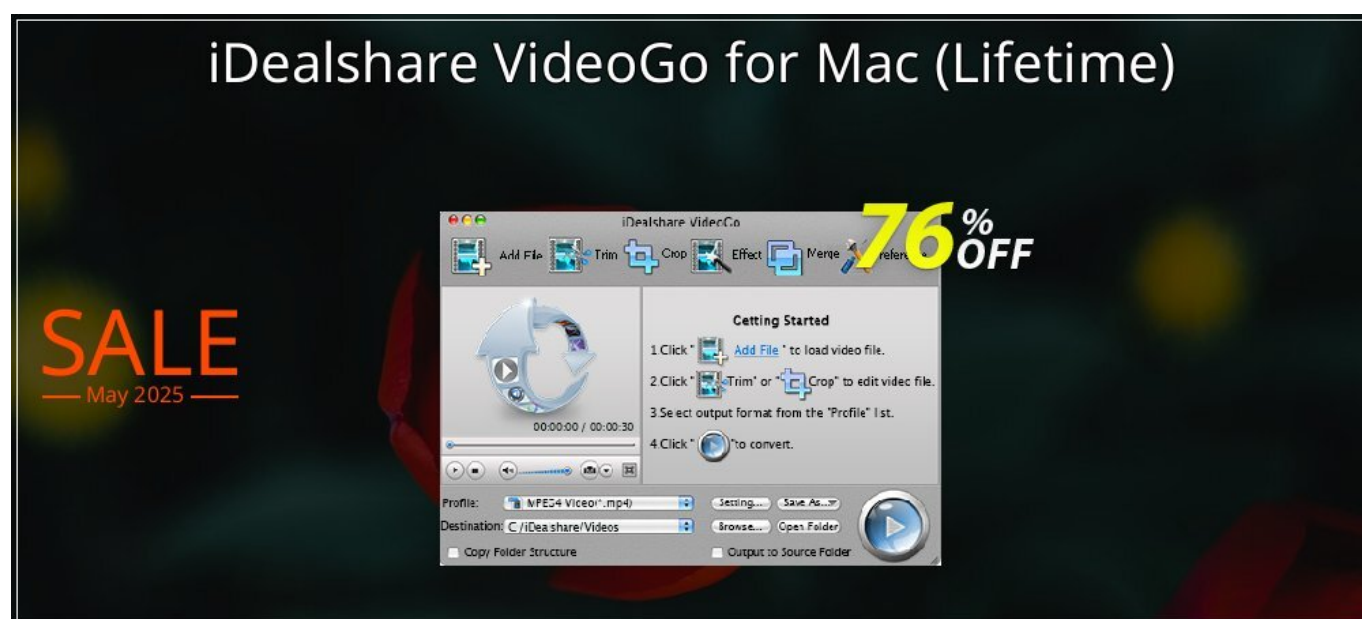 iDealshare VideoGo for Mac (Lifetime)
76% OFF
SALE
May 2025
iDealshare VideoGo
Add File Trim Crop Effect Merge
Getting Started
1.Click " Add File " to load video file.
2.Click " Trim" or " Crop" to edit video file.
3.Select output format from the "Profile" list.
4.Click " "to convert.
00:00:00 / 00:00:30
Profile: MPEG4 Video(*.mp4) Setting... Save As...
Destination: C:/iDealshare/Videos Browse... Open Folder
Copy Folder Structure Output to Source Folder